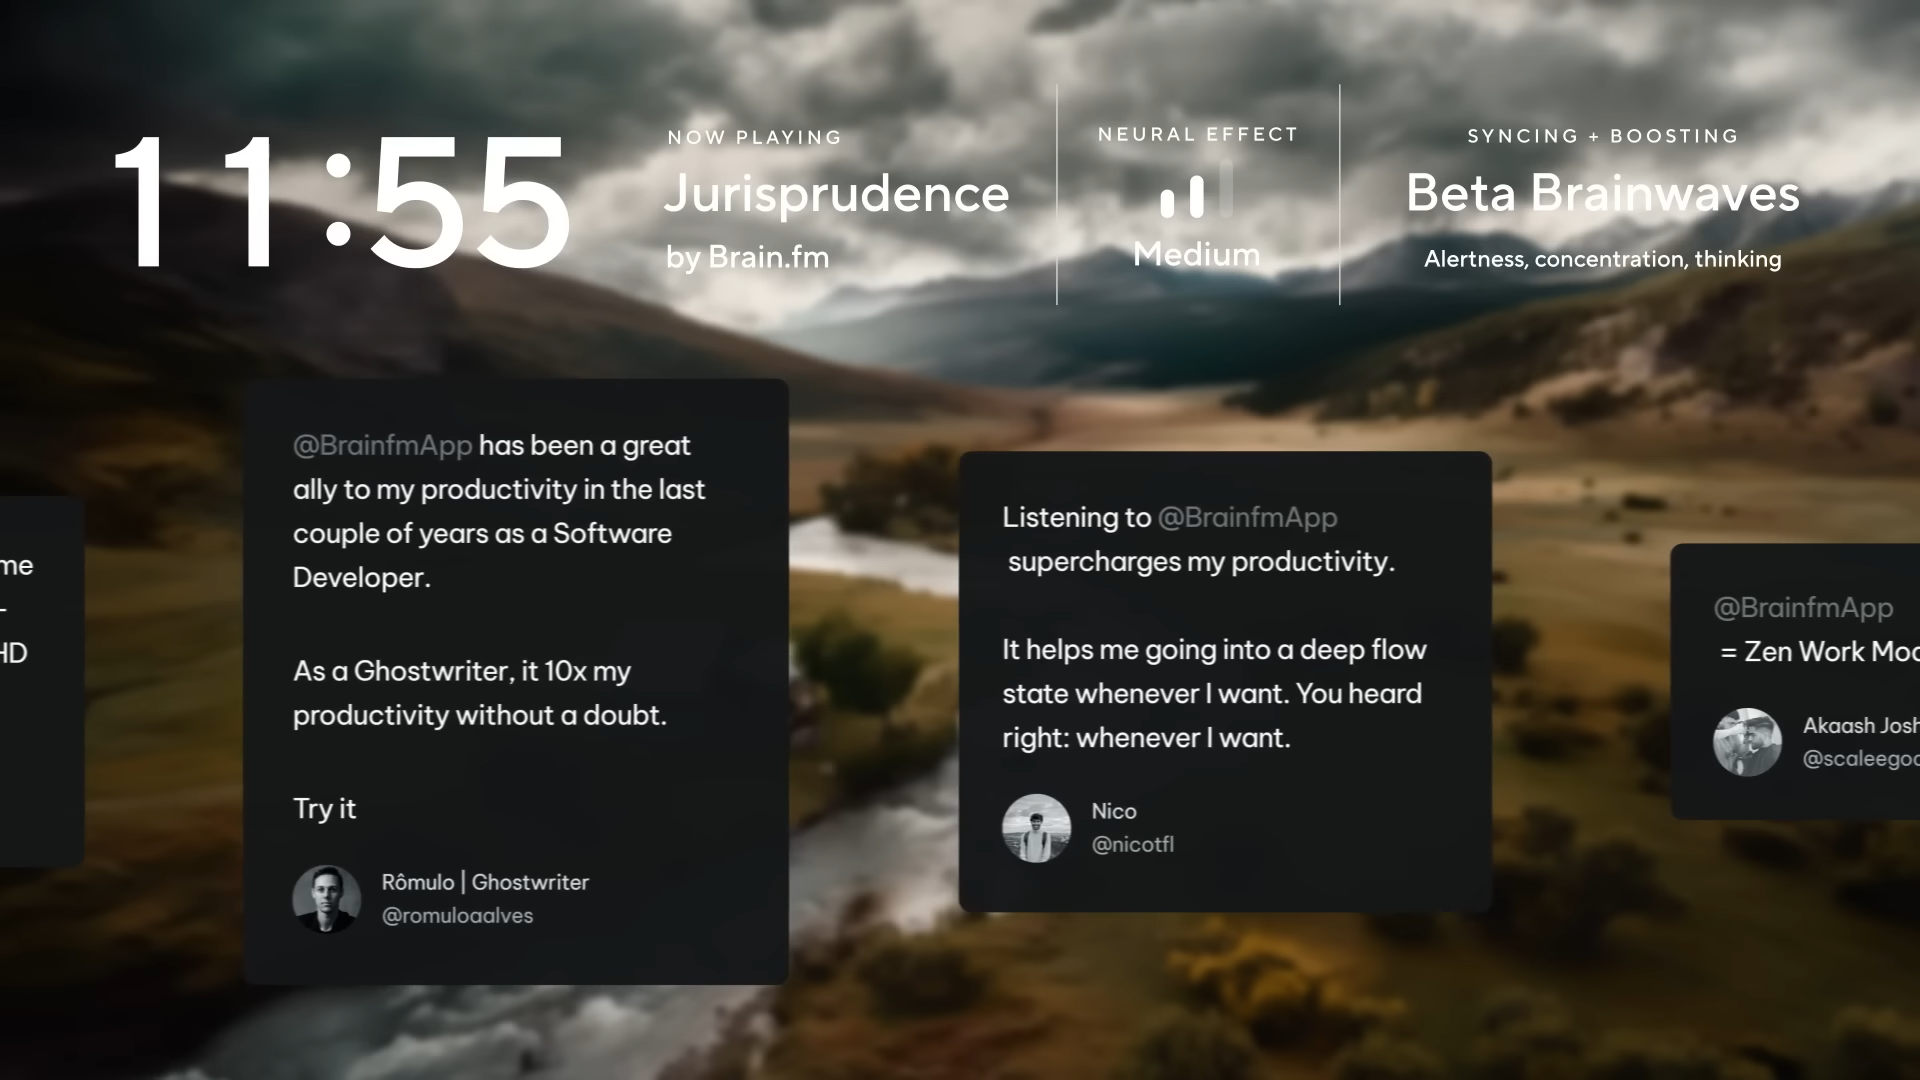 11:55
NOW PLAYING
Jurisprudence
by Brain.fm
NEURAL EFFECT
Medium
SYNCING + BOOSTING
Beta Brainwaves
Alertness, concentration, thinking
@BrainfmApp has been a great
ally to my productivity in the last
couple of years as a Software
Developer.
As a Ghostwriter, it 10x my
productivity without a doubt.
Try it
Rômulo | Ghostwriter
@romuloaalves
Listening to @BrainfmApp
supercharges my productivity.
It helps me going into a deep flow
state whenever I want. You heard
right: whenever I want.
Nico
@nicotfl
@BrainfmApp
= Zen Work
Akaash